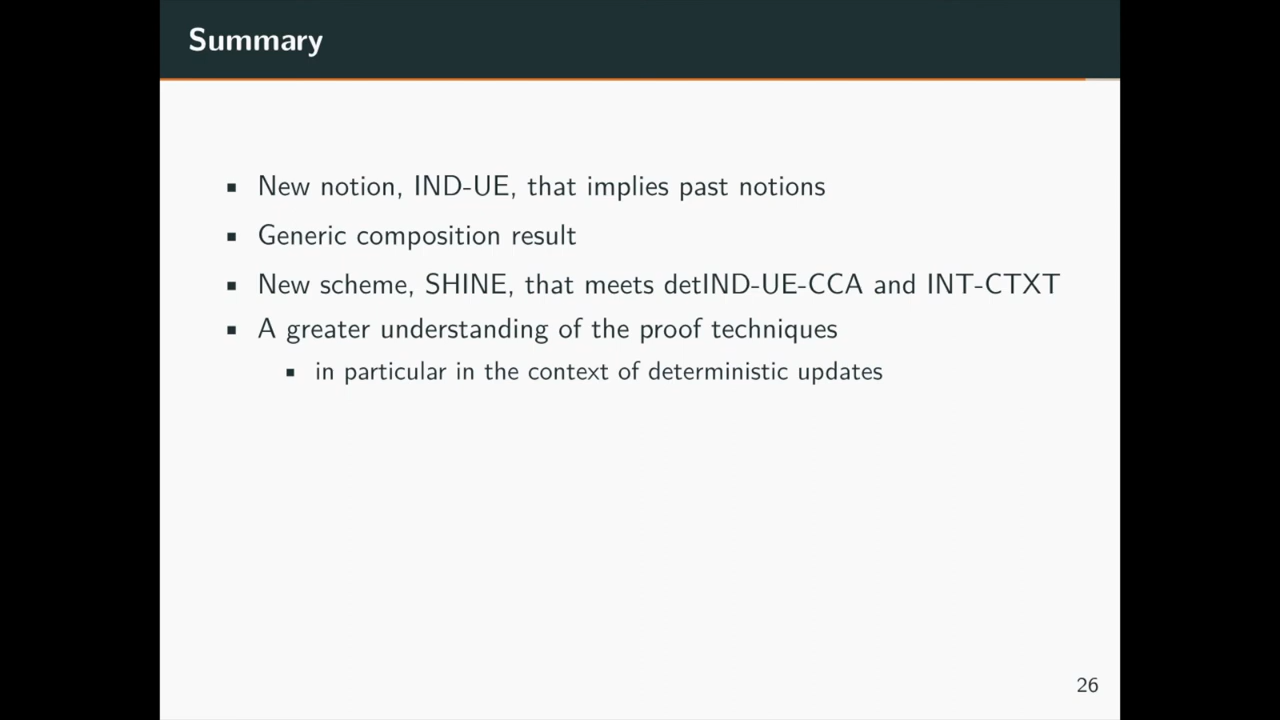 Summary
▪ New notion, IND-UE, that implies past notions
▪ Generic composition result
▪ New scheme, SHINE, that meets detIND-UE-CCA and INT-CTXT
▪ A greater understanding of the proof techniques
▪ in particular in the context of deterministic updates
26